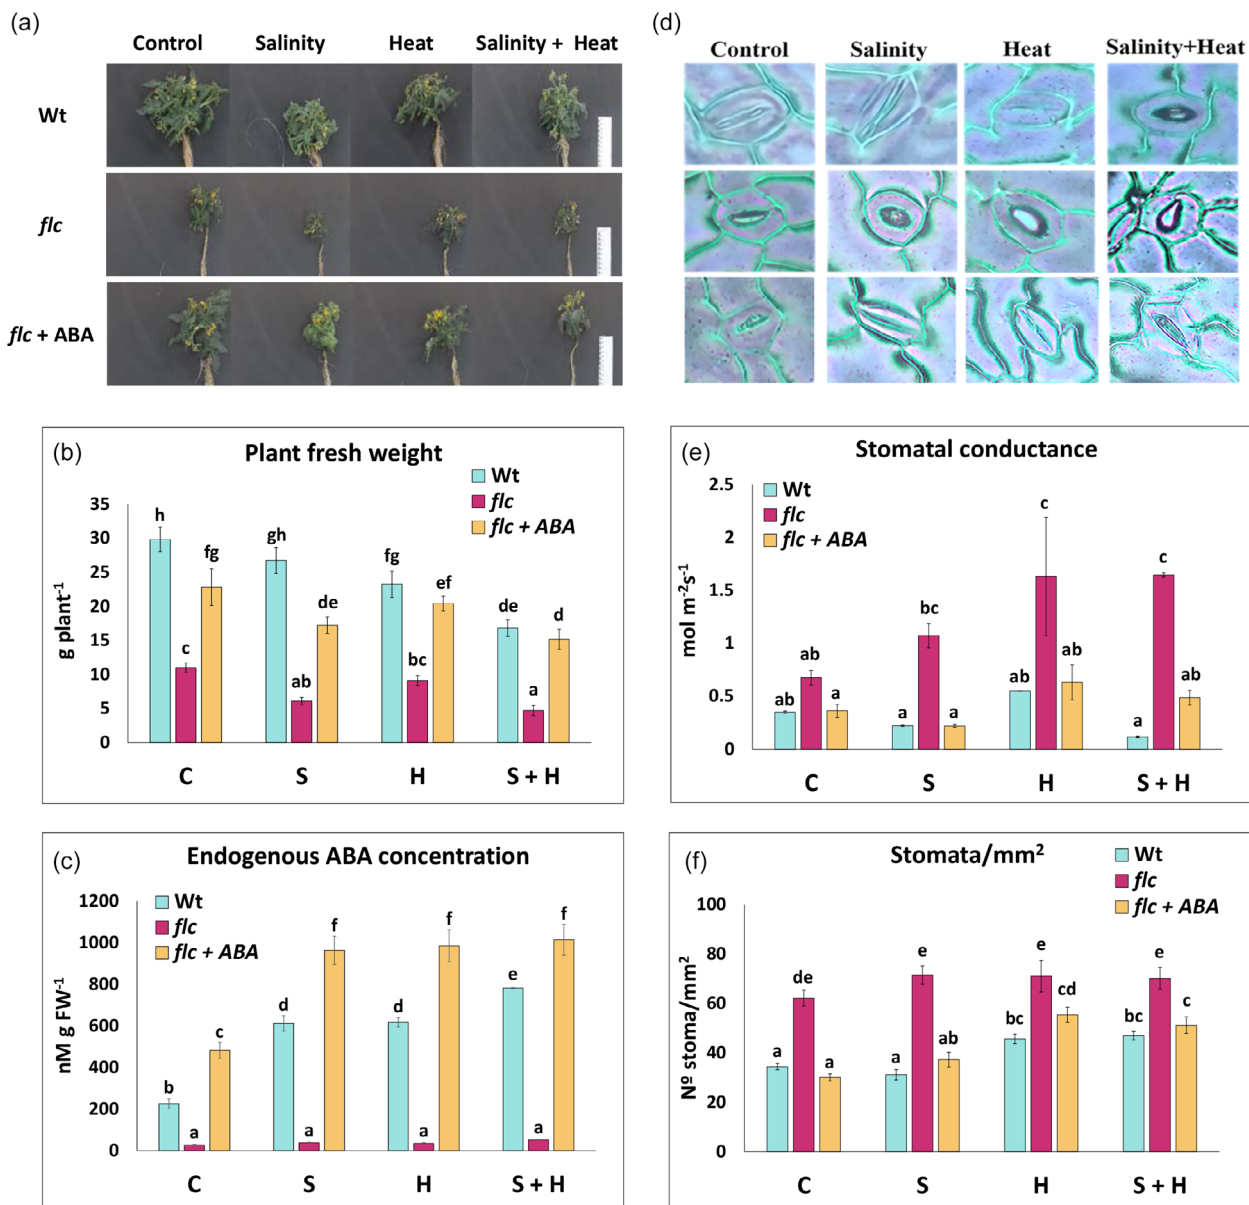 (a)
Control Salinity Heat Salinity + Heat
Wt
flc
flc + ABA
(d)
Control Salinity Heat Salinity+Heat
(b)
Plant fresh weight
Wt
flc
flc + ABA
g plant⁻¹
35
30
25
20
15
10
5
0
h c fg
gh ab de
fg bc ef
de a d
C S H S + H
(e)
Stomatal conductance
Wt
flc
flc + ABA
mol m⁻²s⁻¹
2.5
2
1.5
1
0.5
0
ab ab a
a bc a
ab c ab
a c ab
C S H S + H
(c)
Endogenous ABA concentration
Wt
flc
flc + ABA
nM g FW⁻¹
1200
1000
800
600
400
200
0
b a c
d a f
d a f
e a f
C S H S + H
(f)
Stomata/mm²
Wt
flc
flc + ABA
Nº stoma/mm²
100
80
60
40
20
0
a de a
a e ab
bc e cd
bc e c
C S H S + H